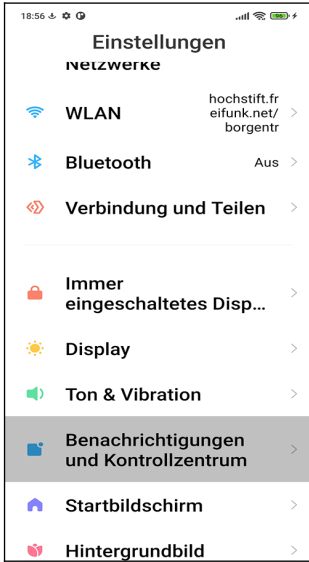 18:56
Einstellungen
Netzwerke
WLAN
hochstift.fr
eifunk.net/
borgentr
Bluetooth
Aus
Verbindung und Teilen
Immer
eingeschaltetes Disp...
Display
Ton & Vibration
Benachrichtigungen
und Kontrollzentrum
Startbildschirm
Hintergrundbild